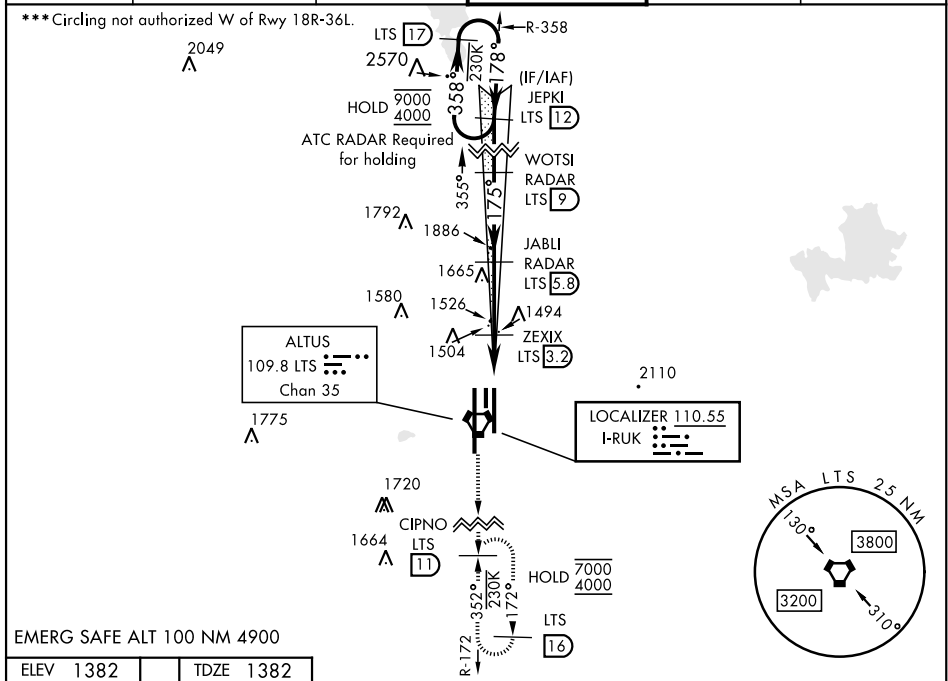 ***Circling not authorized W of Rwy 18R-36L.
2049
LTS 17
R-358
2570
358°
230K
178°
(IF/IAF)
JEPKI
LTS 12
HOLD 9000
4000
ATC RADAR Required
for holding
355°
175°
WOTSI
RADAR
LTS 9
1792
1886
JABLI
RADAR
LTS 5.8
1665
1580
1526
1494
1504
ZEXIX
LTS 3.2
ALTUS
109.8 LTS
Chan 35
2110
1775
LOCALIZER 110.55
I-RUK
1720
CIPNO
LTS
11
1664
HOLD 7000
4000
352°
230K
172°
LTS
16
R-172
MSA LTS 25 NM
130°
3800
3200
310°
EMERG SAFE ALT 100 NM 4900
ELEV 1382
TDZE 1382